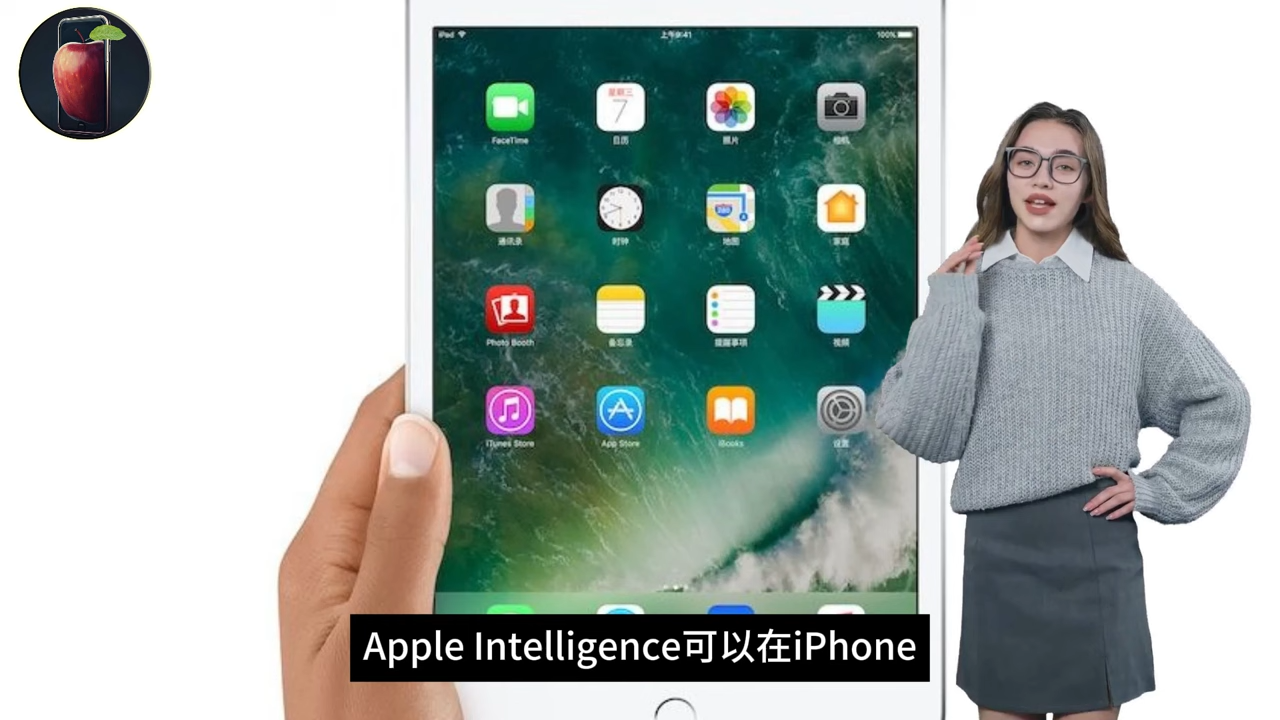 iPad 上午9:41 100%
星期三
7
FaceTime 日历 照片 相机
280
通讯录 时钟 地图 家庭
Photo Booth 备忘录 提醒事项 视频
iTunes Store App Store iBooks 设置
Apple Intelligence可以在iPhone